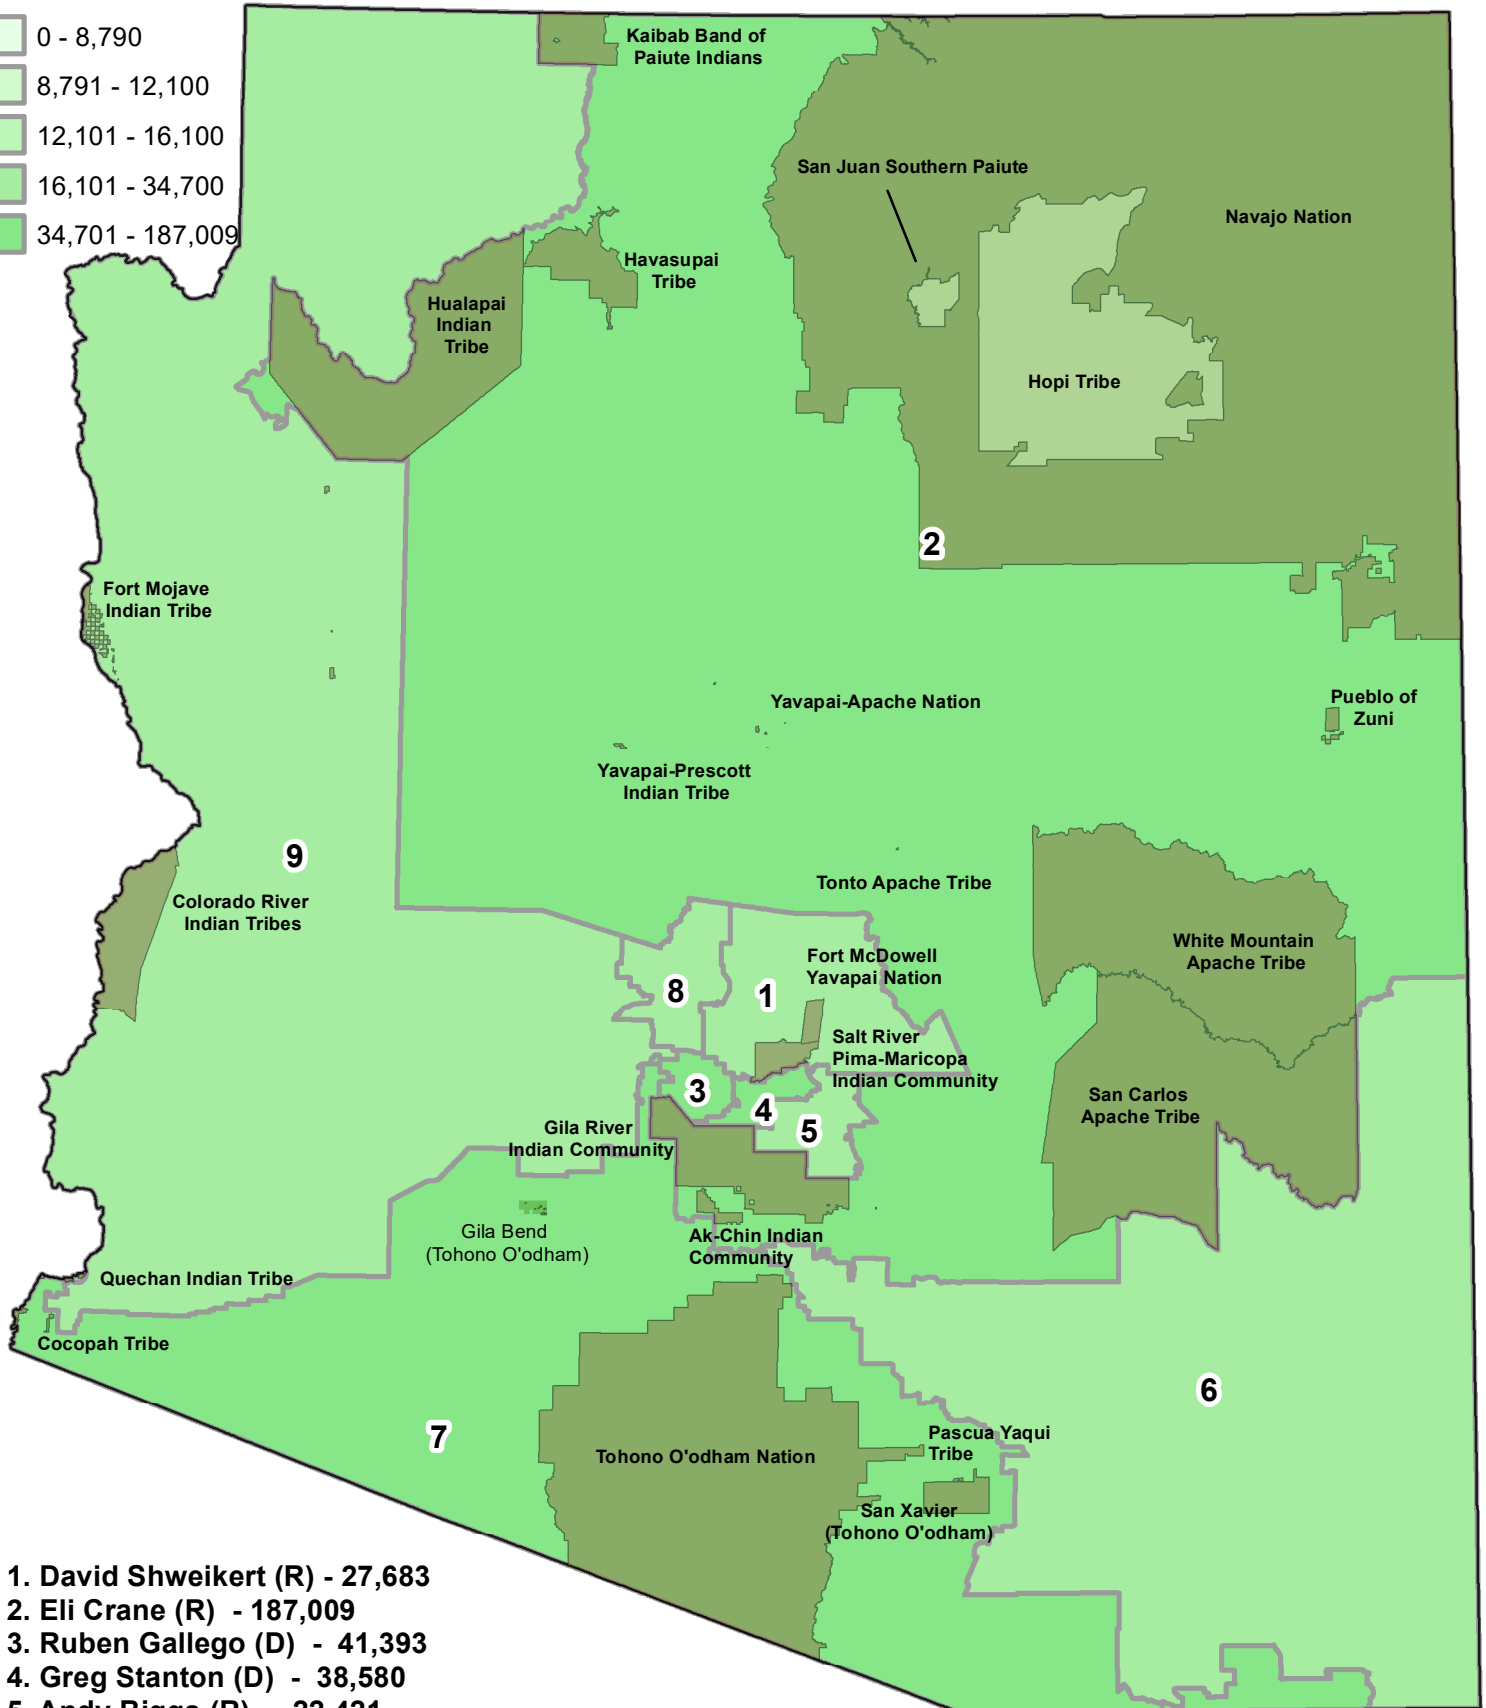 0 - 8,790
8,791 - 12,100
12,101 - 16,100
16,101 - 34,700
34,701 - 187,009
Kaibab Band of
Paiute Indians
San Juan Southern Paiute
Navajo Nation
Havasupai
Tribe
Hualapai
Indian
Tribe
Hopi Tribe
2
Fort Mojave
Indian Tribe
Yavapai-Apache Nation
Pueblo of
Zuni
Yavapai-Prescott
Indian Tribe
9
Tonto Apache Tribe
Colorado River
Indian Tribes
White Mountain
Apache Tribe
Fort McDowell
Yavapai Nation
8
1
Salt River
Pima-Maricopa
Indian Community
3
4
5
San Carlos
Apache Tribe
Gila River
Indian Community
Gila Bend
(Tohono O'odham)
Ak-Chin Indian
Community
Quechan Indian Tribe
Cocopah Tribe
6
7
Pascua Yaqui
Tribe
Tohono O'odham Nation
San Xavier
(Tohono O'odham)
1. David Shweikert (R) - 27,683
2. Eli Crane (R) - 187,009
3. Ruben Gallego (D) - 41,393
4. Greg Stanton (D) - 38,580
5. Andy Biggs (R) - 22,421